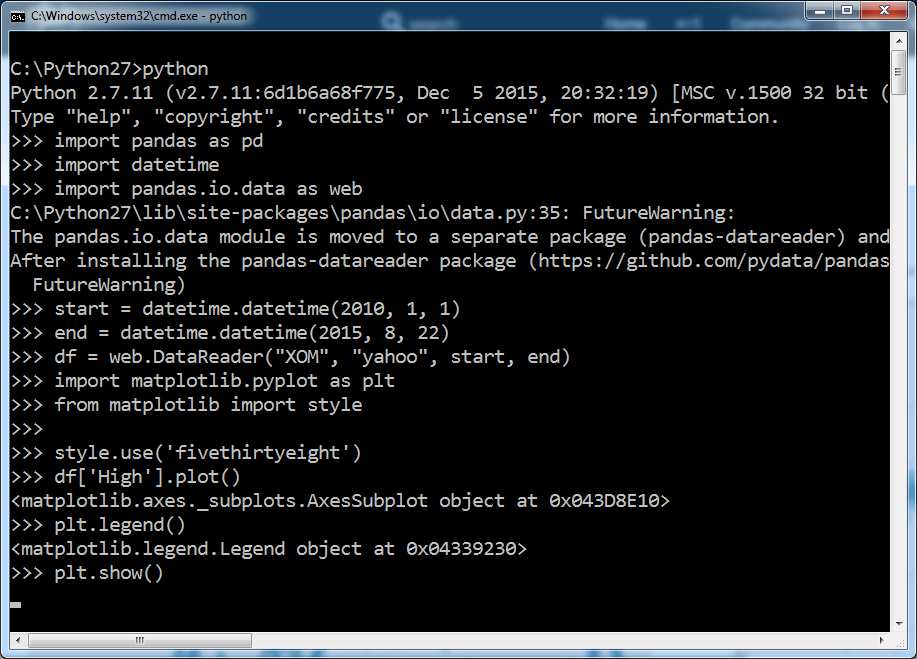 C:\Windows\system32\cmd.exe - python
C:\Python27>python
Python 2.7.11 (v2.7.11:6d1b6a68f775, Dec  5 2015, 20:32:19) [MSC v.1500 32 bit (
Type "help", "copyright", "credits" or "license" for more information.
>>> import pandas as pd
>>> import datetime
>>> import pandas.io.data as web
C:\Python27\lib\site-packages\pandas\io\data.py:35: FutureWarning:
The pandas.io.data module is moved to a separate package (pandas-datareader) and
After installing the pandas-datareader package (https://github.com/pydata/pandas
  FutureWarning)
>>> start = datetime.datetime(2010, 1, 1)
>>> end = datetime.datetime(2015, 8, 22)
>>> df = web.DataReader("XOM", "yahoo", start, end)
>>> import matplotlib.pyplot as plt
>>> from matplotlib import style
>>>
>>> style.use('fivethirtyeight')
>>> df['High'].plot()
<matplotlib.axes._subplots.AxesSubplot object at 0x043D8E10>
>>> plt.legend()
<matplotlib.legend.Legend object at 0x04339230>
>>> plt.show()